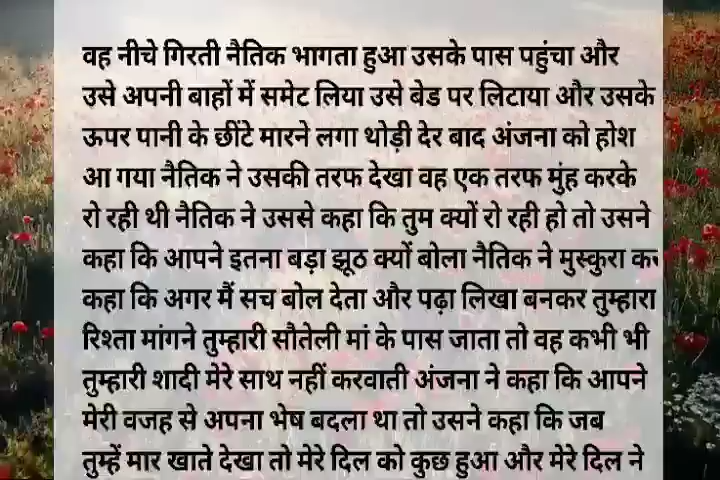 वह नीचे गिरती नैतिक भागता हुआ उसके पास पहुंचा और
उसे अपनी बाहों में समेट लिया उसे बेड पर लिटाया और उसके
ऊपर पानी के छींटे मारने लगा थोड़ी देर बाद अंजना को होश
आ गया नैतिक ने उसकी तरफ देखा वह एक तरफ मुंह करके
रो रही थी नैतिक ने उससे कहा कि तुम क्यों रो रही हो तो उसने
कहा कि आपने इतना बड़ा झूठ क्यों बोला नैतिक ने मुस्कुरा कर
कहा कि अगर मैं सच बोल देता और पढ़ा लिखा बनकर तुम्हारा
रिश्ता मांगने तुम्हारी सौतेली मां के पास जाता तो वह कभी भी
तुम्हारी शादी मेरे साथ नहीं करवाती अंजना ने कहा कि आपने
मेरी वजह से अपना भेष बदला था तो उसने कहा कि जब
तुम्हें मार खाते देखा तो मेरे दिल को कुछ हुआ और मेरे दिल ने